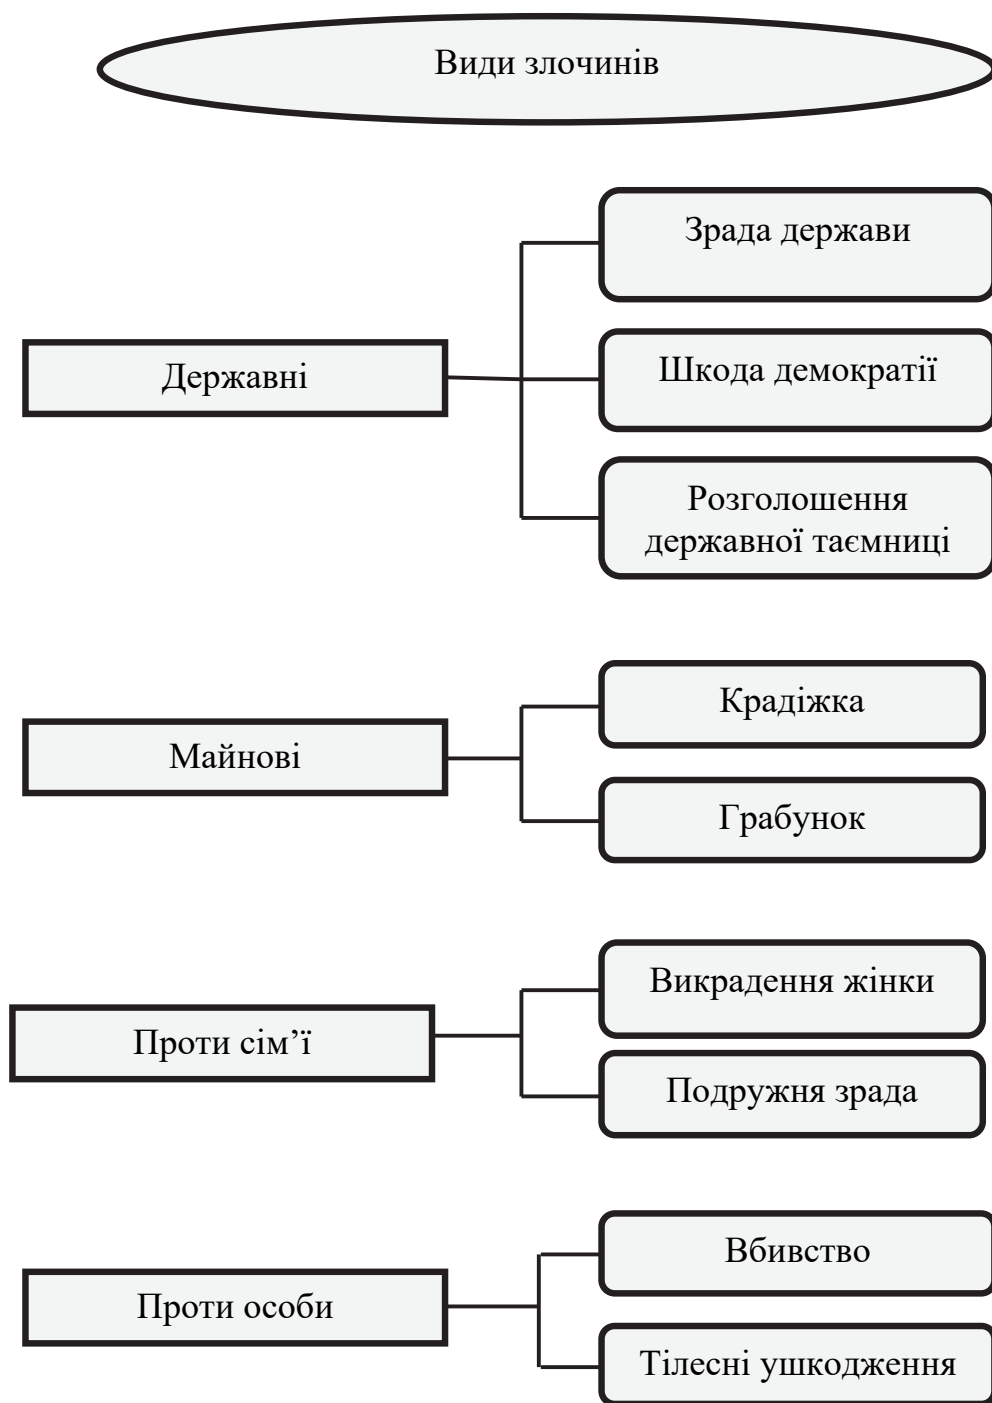 Види злочинів
Державні
Зрада держави
Шкода демократії
Розголошення
державної таємниці
Майнові
Крадіжка
Грабунок
Проти сім’ї
Викрадення жінки
Подружня зрада
Проти особи
Вбивство
Тілесні ушкодження